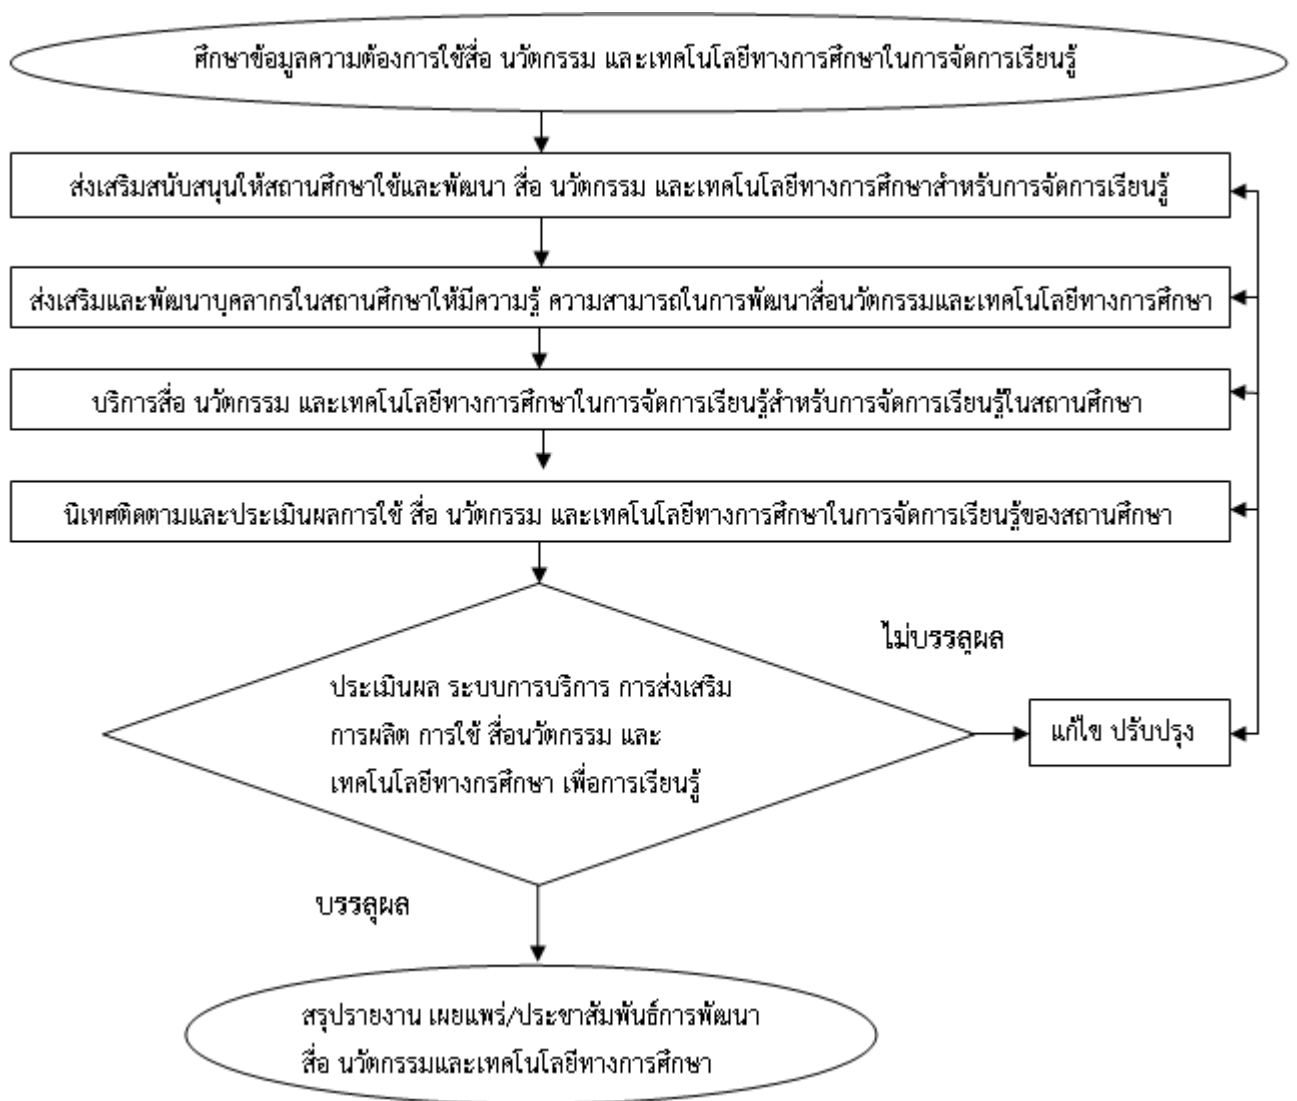 ศึกษาข้อมูลความต้องการใช้สื่อ นวัตกรรม และเทคโนโลยีทางการศึกษาในการจัดการเรียนรู้
ส่งเสริมสนับสนุนให้สถานศึกษาใช้และพัฒนา สื่อ นวัตกรรม และเทคโนโลยีทางการศึกษาสำหรับการจัดการเรียนรู้
ส่งเสริมและพัฒนาบุคลากรในสถานศึกษาให้มีความรู้ ความสามารถในการพัฒนาสื่อนวัตกรรมและเทคโนโลยีทางการศึกษา
บริการสื่อ นวัตกรรม และเทคโนโลยีทางการศึกษาในการจัดการเรียนรู้สำหรับการจัดการเรียนรู้ในสถานศึกษา
นิเทศติดตามและประเมินผลการใช้ สื่อ นวัตกรรม และเทคโนโลยีทางการศึกษาในการจัดการเรียนรู้ของสถานศึกษา
ไม่บรรลุผล
ประเมินผล ระบบการบริการ การส่งเสริม
การผลิต การใช้ สื่อนวัตกรรม และ
เทคโนโลยีทางกรศึกษา เพื่อการเรียนรู้
แก้ไข ปรับปรุง
บรรลุผล
สรุปรายงาน เผยแพร่/ประชาสัมพันธ์การพัฒนา
สื่อ นวัตกรรมและเทคโนโลยีทางการศึกษา